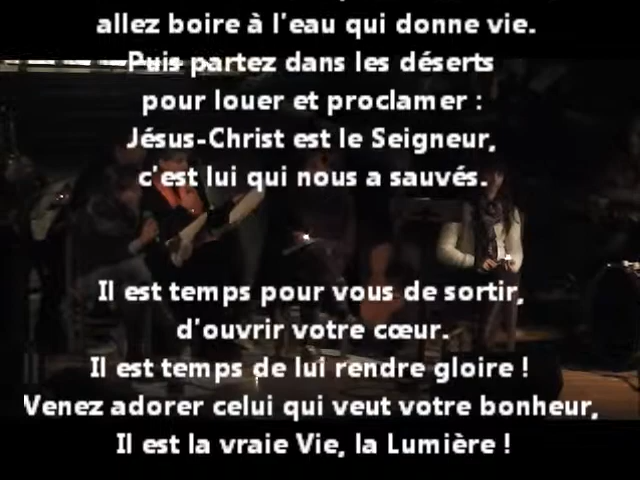 allez boire à l'eau qui donne vie.
Puis partez dans les déserts
pour louer et proclamer :
Jésus-Christ est le Seigneur,
c'est lui qui nous a sauvés.
Il est temps pour vous de sortir,
d'ouvrir votre cœur.
Il est temps de lui rendre gloire !
Venez adorer celui qui veut votre bonheur,
Il est la vraie Vie, la Lumière !